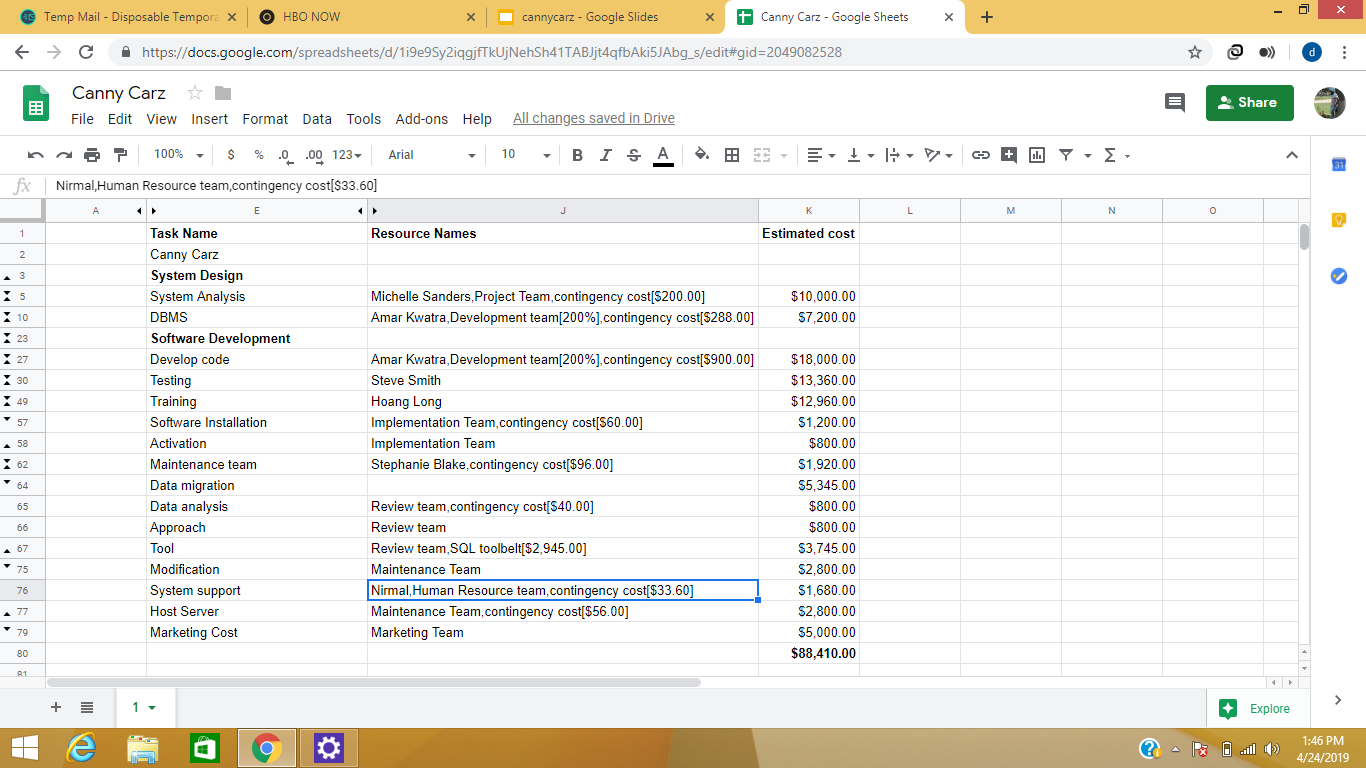 Temp Mail - Disposable Tempora
HBO NOW
cannycarz - Google Slides
Canny Carz - Google Sheets
https://docs.google.com/spreadsheets/d/1i9e9Sy2iqgjfTkUjNehSh41TABJjt4qfbAki5JAbg_s/edit#gid=2049082528
d
Canny Carz
File Edit View Insert Format Data Tools Add-ons Help All changes saved in Drive
Share
100% $ % .0 .00 123 Arial 10 B I S A
31
fx Nirmal,Human Resource team,contingency cost[$33.60]
A E J K L M N O
1 Task Name Resource Names Estimated cost
2 Canny Carz
3 System Design
5 System Analysis Michelle Sanders,Project Team,contingency cost[$200.00] $10,000.00
10 DBMS Amar Kwatra,Development team[200%],contingency cost[$288.00] $7,200.00
23 Software Development
27 Develop code Amar Kwatra,Development team[200%],contingency cost[$900.00] $18,000.00
30 Testing Steve Smith $13,360.00
49 Training Hoang Long $12,960.00
57 Software Installation Implementation Team,contingency cost[$60.00] $1,200.00
58 Activation Implementation Team $800.00
62 Maintenance team Stephanie Blake,contingency cost[$96.00] $1,920.00
64 Data migration $5,345.00
65 Data analysis Review team,contingency cost[$40.00] $800.00
66 Approach Review team $800.00
67 Tool Review team,SQL toolbelt[$2,945.00] $3,745.00
75 Modification Maintenance Team $2,800.00
76 System support Nirmal,Human Resource team,contingency cost[$33.60] $1,680.00
77 Host Server Maintenance Team,contingency cost[$56.00] $2,800.00
79 Marketing Cost Marketing Team $5,000.00
80 $88,410.00
81
1
Explore
1:46 PM
4/24/2019